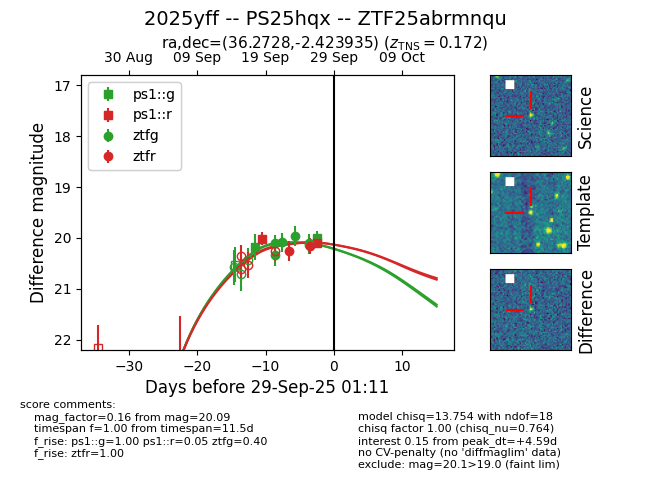 2025yff -- PS25hqx -- ZTF25abrmnqu
ra,dec=(36.2728,-2.423935) (z_TNS = 0.172)
30 Aug 09 Sep 19 Sep 29 Sep 09 Oct
ps1::g
ps1::r
ztfg
ztfr
17
18
19
20
21
22
Difference magnitude
−30 −20 −10 0 10
Days before 29-Sep-25 01:11
Science
Template
Difference
score comments:
mag_factor=0.16 from mag=20.09
timespan f=1.00 from timespan=11.5d
f_rise: ps1::g=1.00 ps1::r=0.05 ztfg=0.40
f_rise: ztfr=1.00
model chisq=13.754 with ndof=18
chisq factor 1.00 (chisq_nu=0.764)
interest 0.15 from peak_dt=+4.59d
no CV-penalty (no 'diffmaglim' data)
exclude: mag=20.1>19.0 (faint lim)